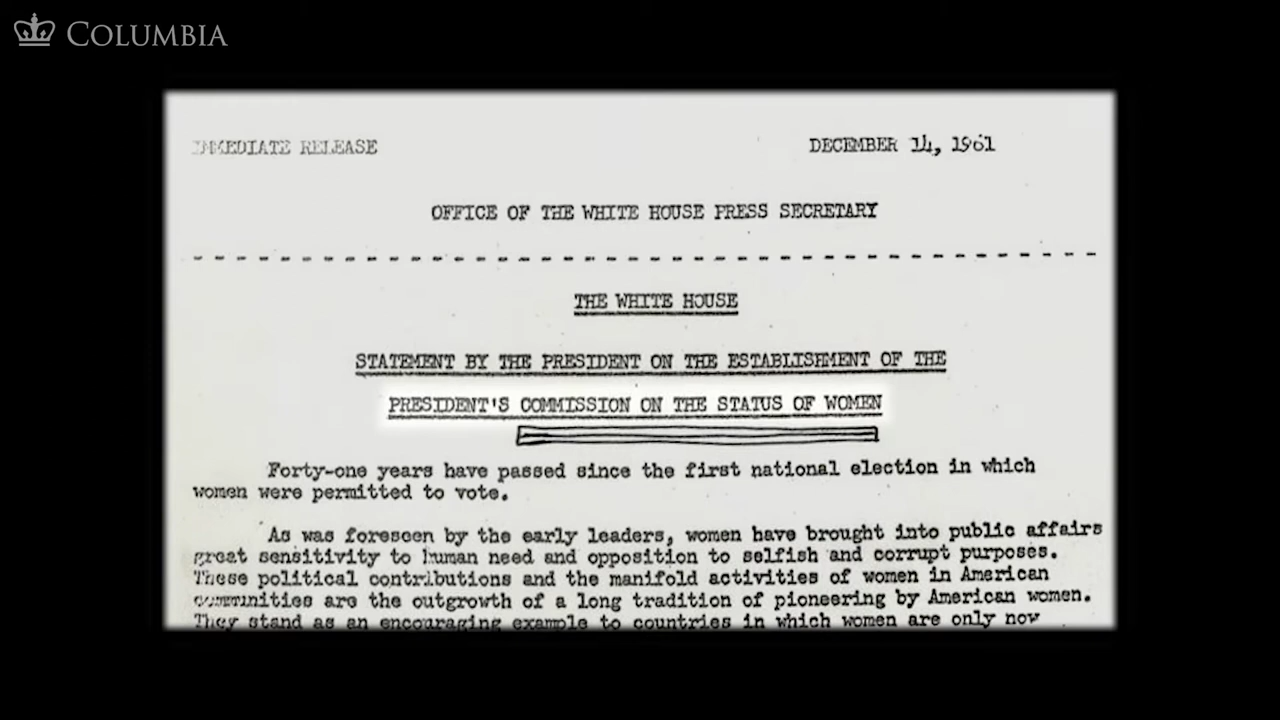 COLUMBIA
IMMEDIATE RELEASE
DECEMBER 14, 1961
OFFICE OF THE WHITE HOUSE PRESS SECRETARY
THE WHITE HOUSE
STATEMENT BY THE PRESIDENT ON THE ESTABLISHMENT OF THE
PRESIDENT'S COMMISSION ON THE STATUS OF WOMEN
Forty-one years have passed since the first national election in which
women were permitted to vote.
As was foreseen by the early leaders, women have brought into public affairs
great sensitivity to human need and opposition to selfish and corrupt purposes.
These political contributions and the manifold activities of women in American
communities are the outgrowth of a long tradition of pioneering by American women.
They stand as an encouraging example to countries in which women are only now